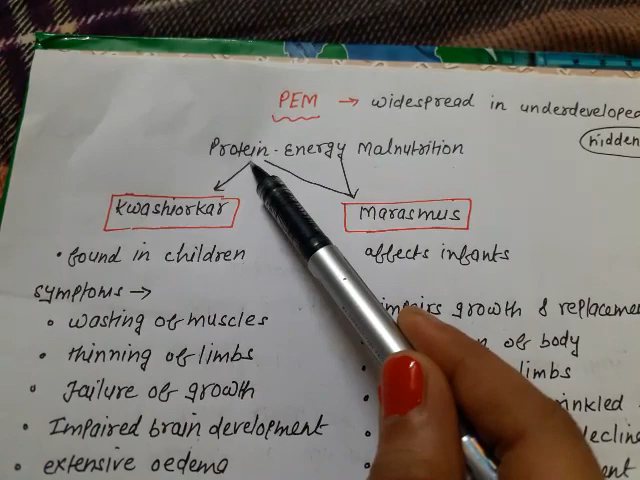 PEM → widespread in underdeveloped
hidden
Protein-Energy Malnutrition
Kwashiorkar
Marasmus
• found in children
affects infants
symptoms →
impairs growth & replacement
• wasting of muscles
of body
• thinning of limbs
limbs
• Failure of growth
• Impaired brain development
• extensive oedema